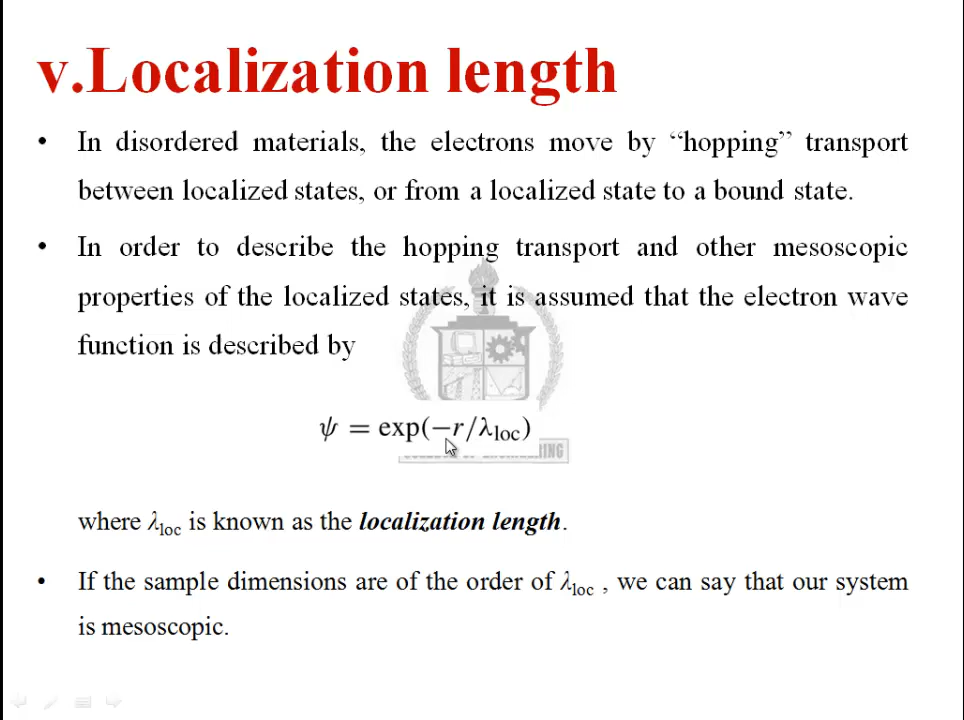 v.Localization length
• In disordered materials, the electrons move by “hopping” transport
between localized states, or from a localized state to a bound state.
• In order to describe the hopping transport and other mesoscopic
properties of the localized states, it is assumed that the electron wave
function is described by
ψ = exp(−r/λloc)
where λloc is known as the localization length.
• If the sample dimensions are of the order of λloc , we can say that our system
is mesoscopic.